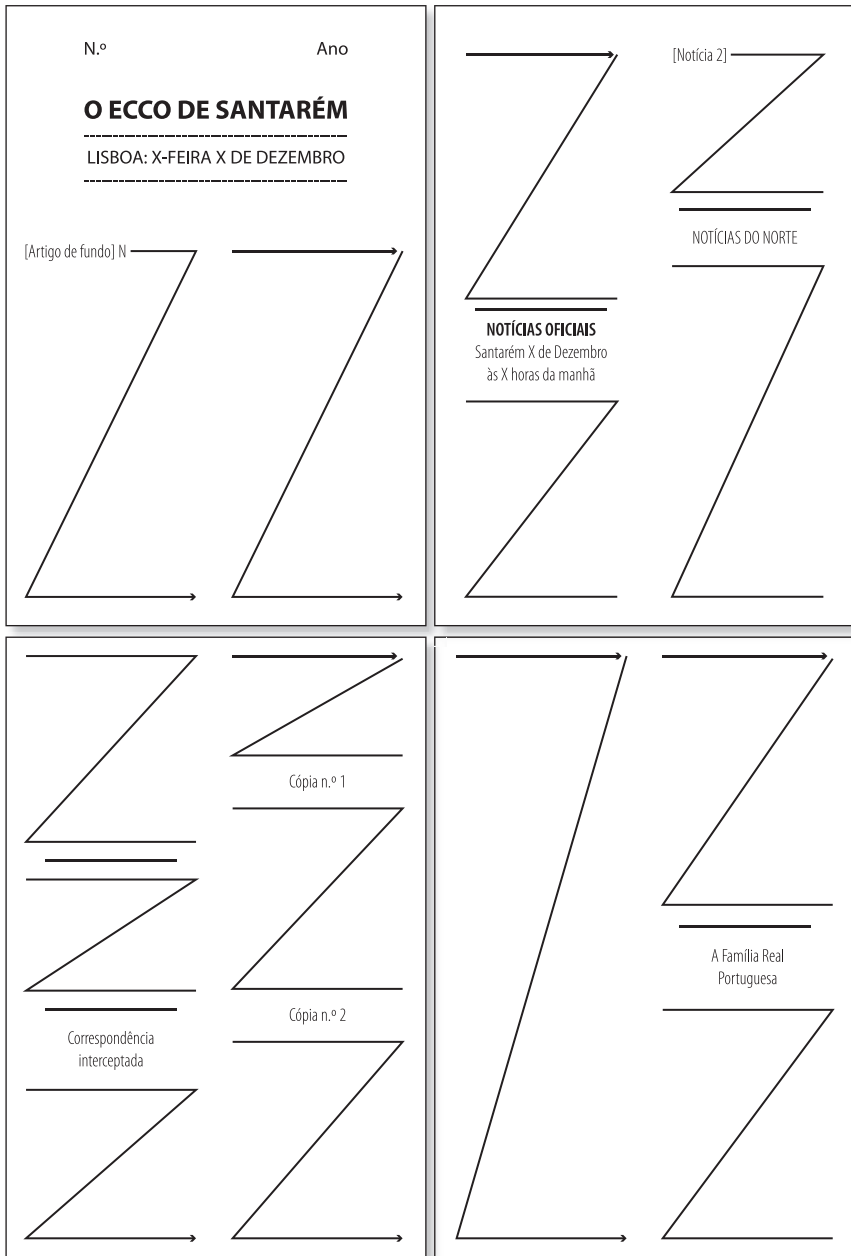 N.º Ano
O ECCO DE SANTARÉM
LISBOA: X-FEIRA X DE DEZEMBRO
[Artigo de fundo] N
NOTÍCIAS OFICIAIS
Santarém X de Dezembro
às X horas da manhã
[Notícia 2]
NOTÍCIAS DO NORTE
Correspondência
interceptada
Cópia n.º 1
Cópia n.º 2
A Família Real
Portuguesa